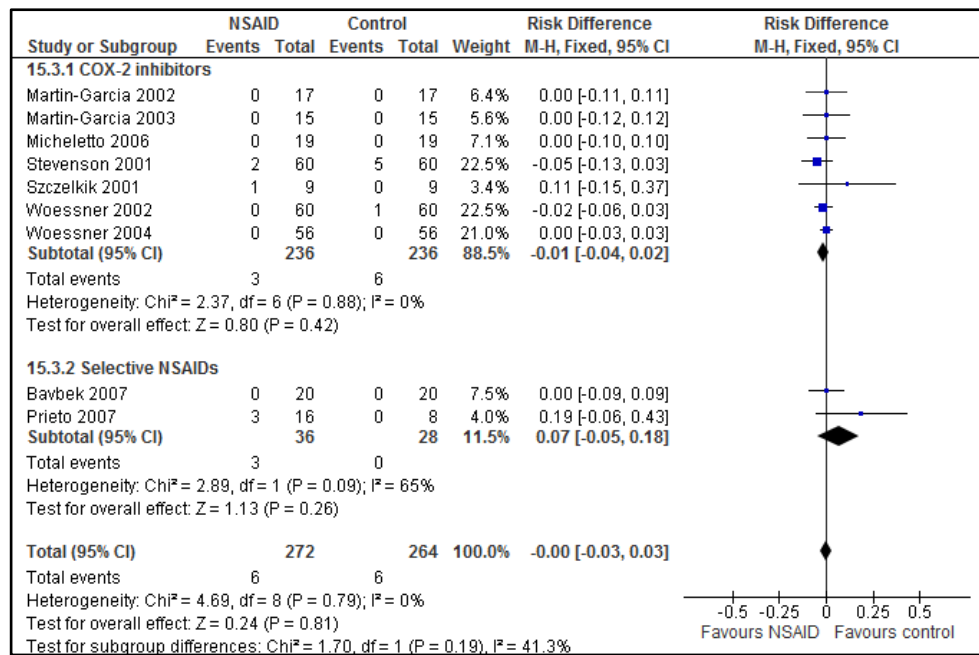 NSAID Control Risk Difference Risk Difference
Study or Subgroup Events Total Events Total Weight M-H, Fixed, 95% CI M-H, Fixed, 95% CI
15.3.1 COX-2 inhibitors
Martin-Garcia 2002 0 17 0 17 6.4% 0.00 [-0.11, 0.11]
Martin-Garcia 2003 0 15 0 15 5.6% 0.00 [-0.12, 0.12]
Micheletto 2006 0 19 0 19 7.1% 0.00 [-0.10, 0.10]
Stevenson 2001 2 60 5 60 22.5% -0.05 [-0.13, 0.03]
Szczelkik 2001 1 9 0 9 3.4% 0.11 [-0.15, 0.37]
Woessner 2002 0 60 1 60 22.5% -0.02 [-0.06, 0.03]
Woessner 2004 0 56 0 56 21.0% 0.00 [-0.03, 0.03]
Subtotal (95% CI) 236 236 88.5% -0.01 [-0.04, 0.02]
Total events 3 6
Heterogeneity: Chi² = 2.37, df = 6 (P = 0.88); I² = 0%
Test for overall effect: Z = 0.80 (P = 0.42)
15.3.2 Selective NSAIDs
Bavbek 2007 0 20 0 20 7.5% 0.00 [-0.09, 0.09]
Prieto 2007 3 16 0 8 4.0% 0.19 [-0.06, 0.43]
Subtotal (95% CI) 36 28 11.5% 0.07 [-0.05, 0.18]
Total events 3 0
Heterogeneity: Chi² = 2.89, df = 1 (P = 0.09); I² = 65%
Test for overall effect: Z = 1.13 (P = 0.26)
Total (95% CI) 272 264 100.0% -0.00 [-0.03, 0.03]
Total events 6 6
Heterogeneity: Chi² = 4.69, df = 8 (P = 0.79); I² = 0%
Test for overall effect: Z = 0.24 (P = 0.81)
Test for subgroup differences: Chi² = 1.70, df = 1 (P = 0.19), I² = 41.3%
-0.5 -0.25 0 0.25 0.5
Favours NSAID Favours control